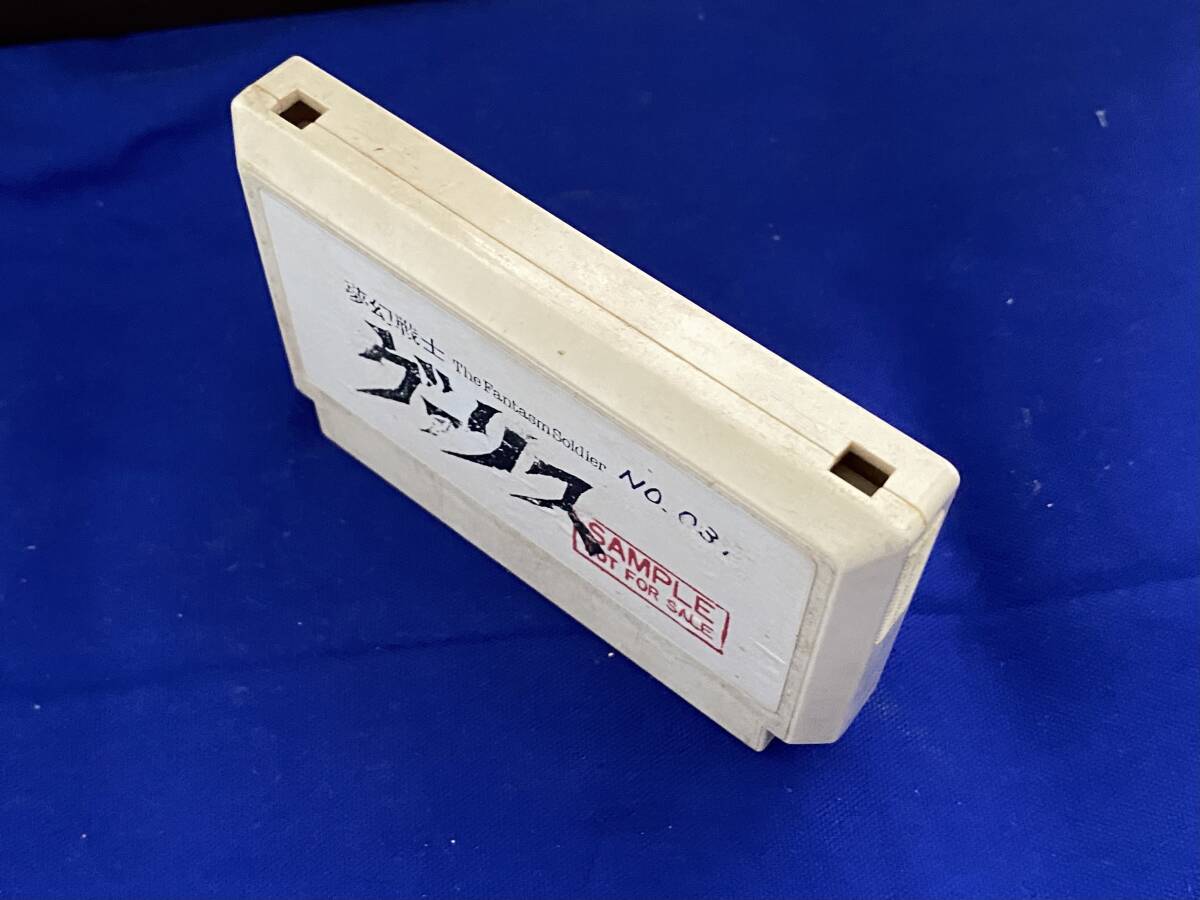 夢幻戦士
The Fantasm Soldier
ヴァリス
NO. 03.
SAMPLE
NOT FOR SALE